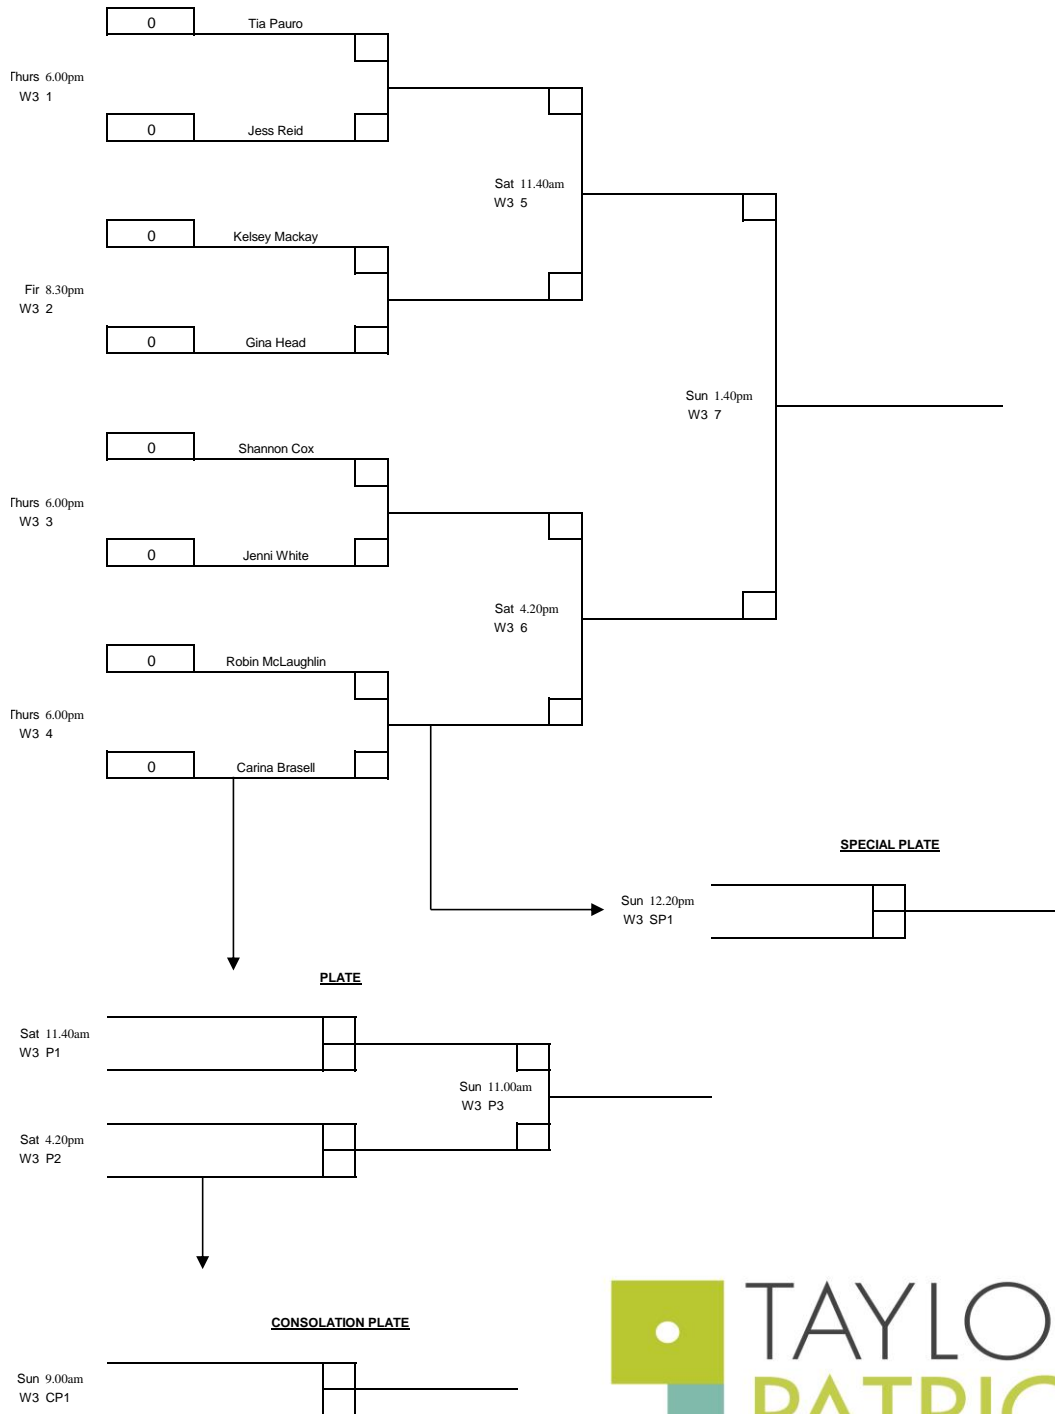 0 Tia Pauro
Thurs 6.00pm
W3 1
0 Jess Reid
Sat 11.40am
W3 5
0 Kelsey Mackay
Fir 8.30pm
W3 2
0 Gina Head
Sun 1.40pm
W3 7
0 Shannon Cox
Thurs 6.00pm
W3 3
0 Jenni White
Sat 4.20pm
W3 6
0 Robin McLaughlin
Thurs 6.00pm
W3 4
0 Carina Brasell
SPECIAL PLATE
Sun 12.20pm
W3 SP1
PLATE
Sat 11.40am
W3 P1
Sun 11.00am
W3 P3
Sat 4.20pm
W3 P2
CONSOLATION PLATE
Sun 9.00am
W3 CP1
TAYLO
PATRIC